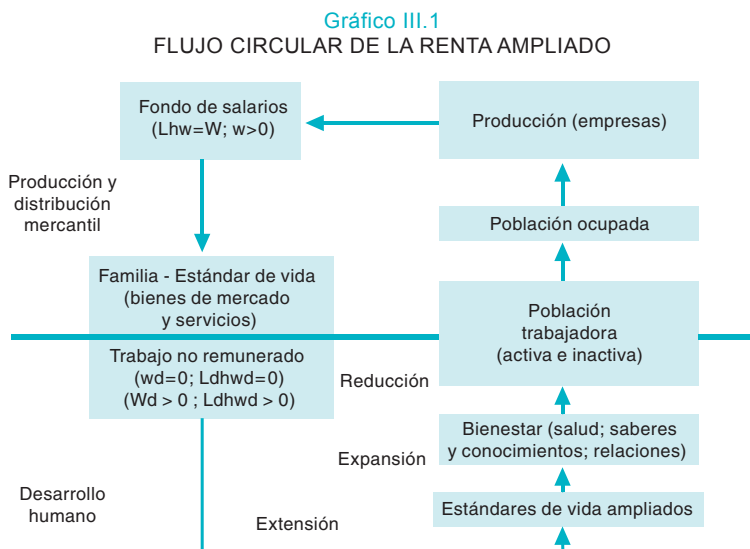 Gráfico III.1
FLUJO CIRCULAR DE LA RENTA AMPLIADO
Fondo de salarios
(Lhw=W; w>0)
Producción (empresas)
Producción y
distribución
mercantil
Población ocupada
Familia - Estándar de vida
(bienes de mercado
y servicios)
Población
trabajadora
(activa e inactiva)
Trabajo no remunerado
(wd=0; Ldhwd=0)
(Wd > 0 ; Ldhwd > 0)
Reducción
Bienestar (salud; saberes
y conocimientos; relaciones)
Expansión
Desarrollo
humano
Estándares de vida ampliados
Extensión